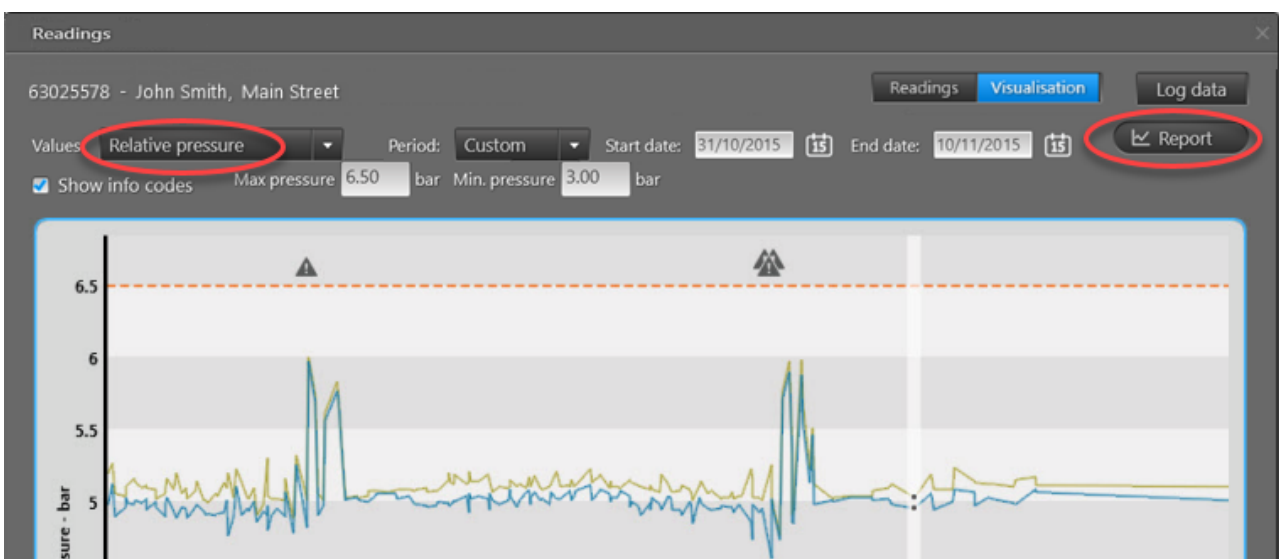 Readings
63025578 - John Smith, Main Street
Readings Visualisation Log data
Values Relative pressure Period: Custom Start date: 31/10/2015 15 End date: 10/11/2015 15 Report
Show info codes Max pressure 6.50 bar Min. pressure 3.00 bar
6.5
6
5.5
5
sure - bar